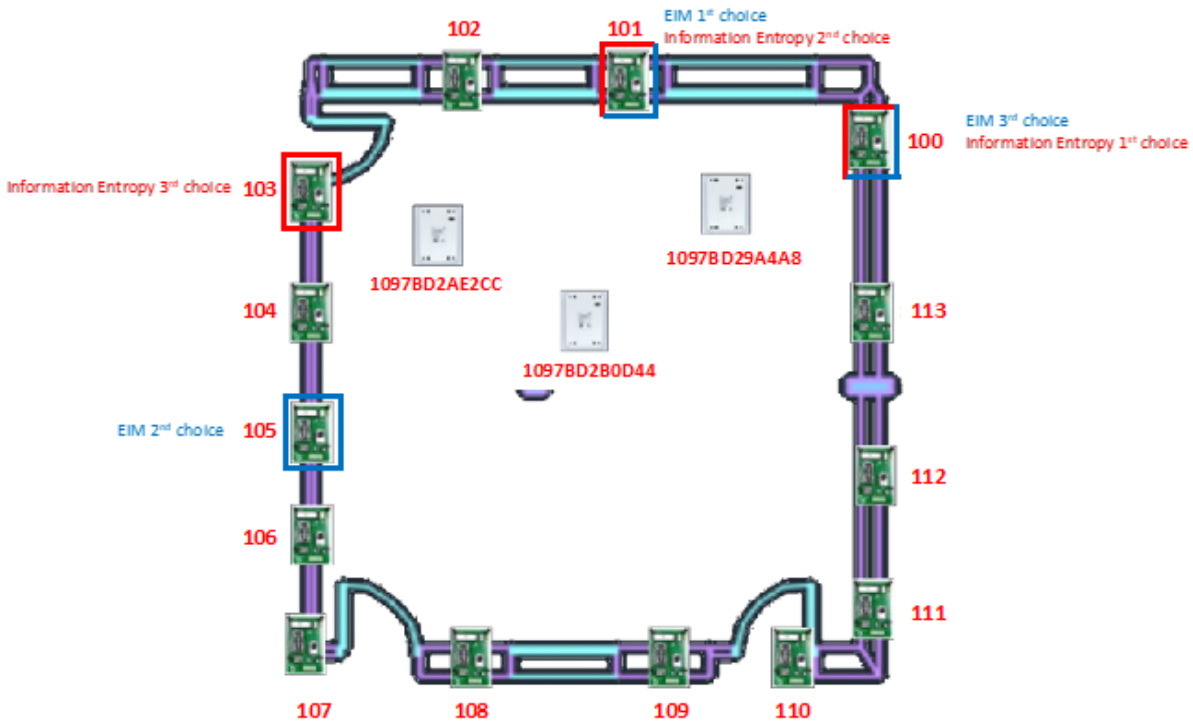 EIM 1st choice
102
101
Information Entropy 2nd choice
EIM 3rd choice
100
Information Entropy 1st choice
Information Entropy 3rd choice
103
1097BD29A4A8
1097BD2AE2CC
104
113
1097BD2B0D44
EIM 2nd choice
105
112
106
111
107
108
109
110